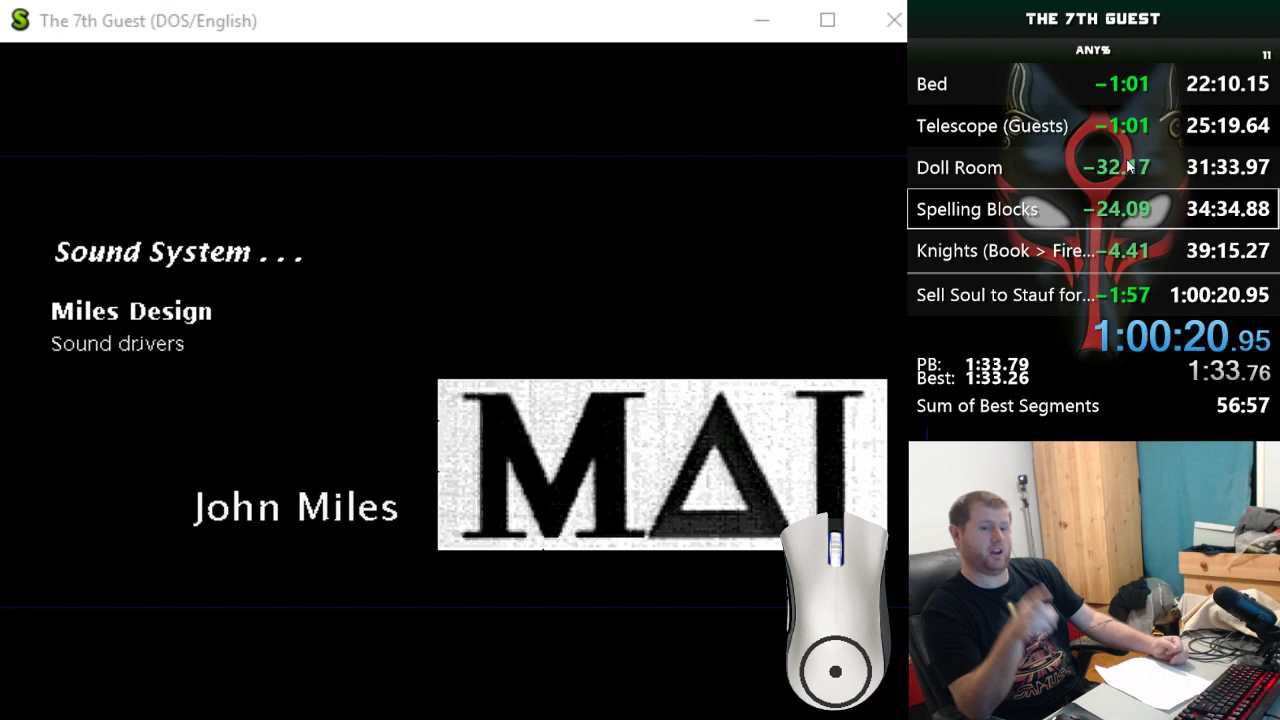 The 7th Guest (DOS/English)
Sound System . . .
Miles Design
Sound drivers
John Miles
THE 7TH GUEST
ANY%
11
Bed −1:01 22:10.15
Telescope (Guests) −1:01 25:19.64
Doll Room −32.17 31:33.97
Spelling Blocks −24.09 34:34.88
Knights (Book > Fire... −4.41 39:15.27
Sell Soul to Stauf for... −1:57 1:00:20.95
1:00:20.95
PB: 1:33.79
Best: 1:33.26
1:33.76
Sum of Best Segments 56:57